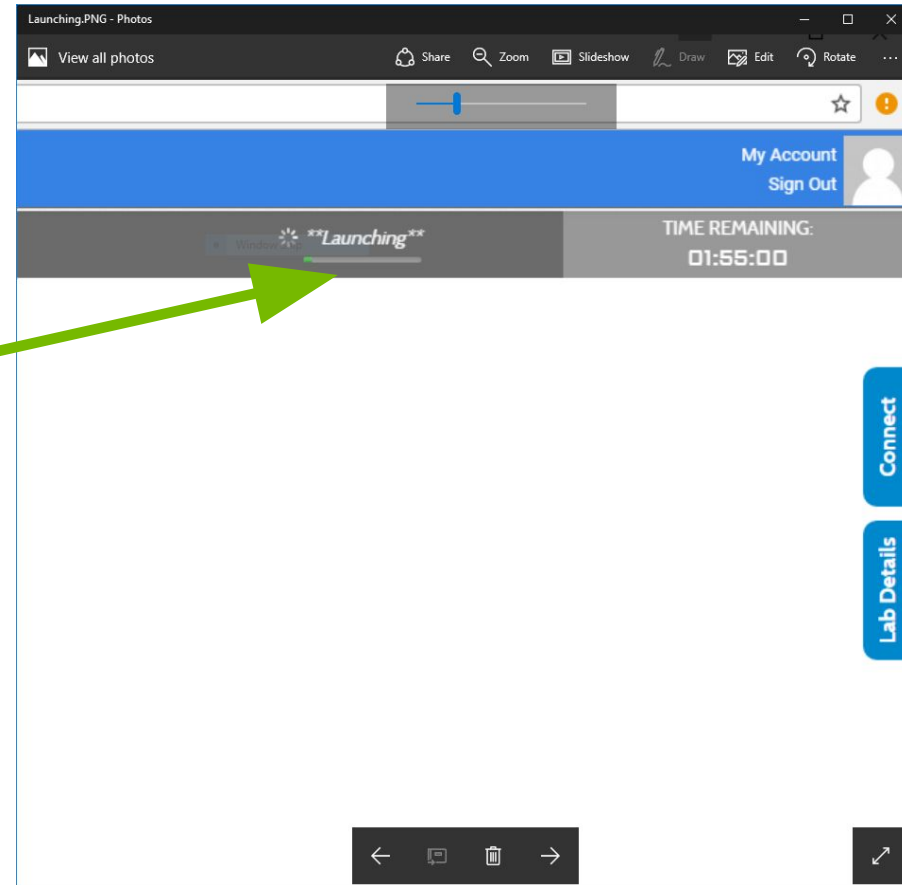 Launching.PNG - Photos
View all photos
Share
Zoom
Slideshow
Draw
Edit
Rotate
My Account
Sign Out
**Launching**
TIME REMAINING:
01:55:00
Connect
Lab Details